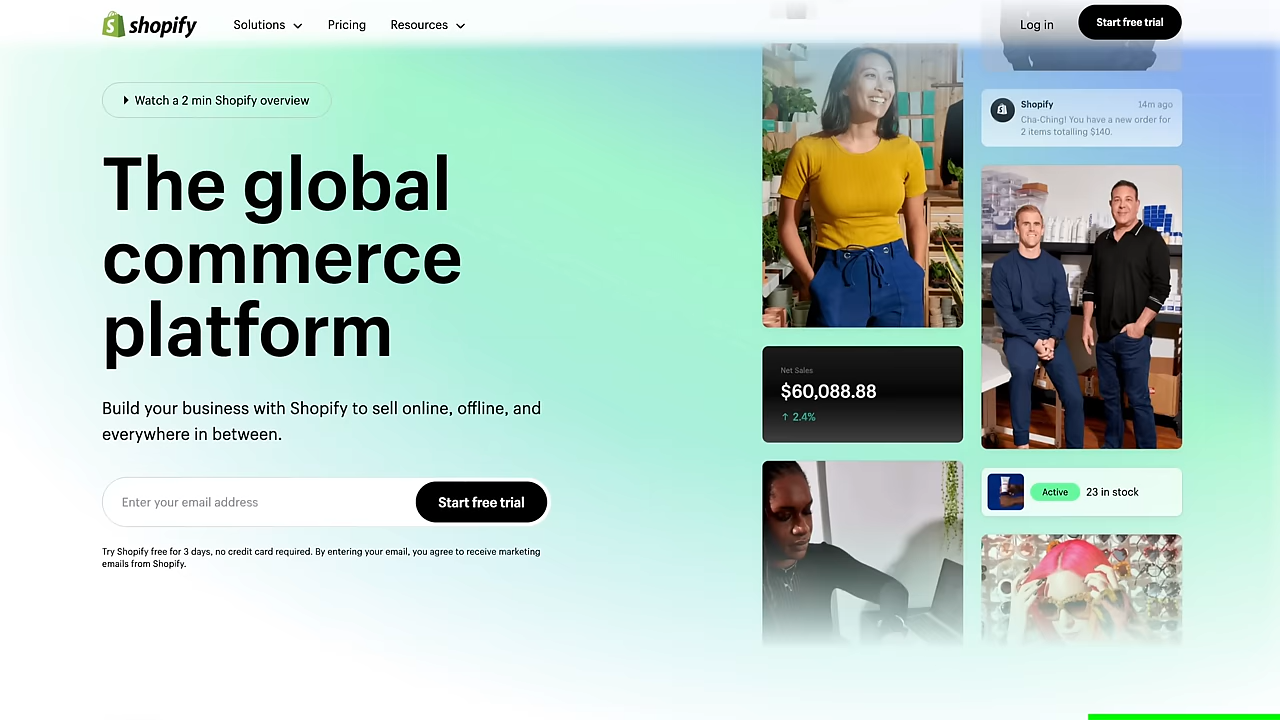 shopify
Solutions
Pricing
Resources
Log in
Start free trial
Watch a 2 min Shopify overview
The global
commerce
platform
Build your business with Shopify to sell online, offline, and
everywhere in between.
Enter your email address
Start free trial
Try Shopify free for 3 days, no credit card required. By entering your email, you agree to receive marketing
emails from Shopify.
Net Sales
$60,088.88
↑ 2.4%
Shopify
14m ago
Cha-Ching! You have a new order for
2 items totalling $140.
Active
23 in stock